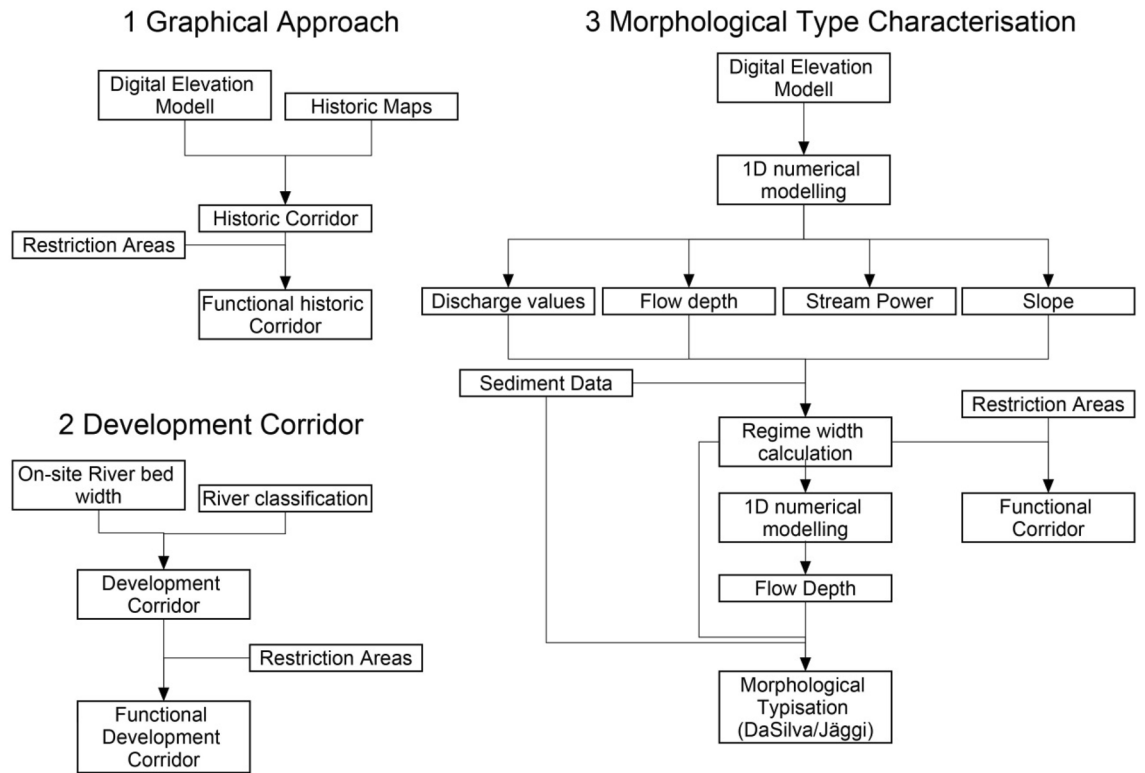 1 Graphical Approach
Digital Elevation
Modell
Historic Maps
Historic Corridor
Restriction Areas
Functional historic
Corridor
2 Development Corridor
On-site River bed
width
River classification
Development
Corridor
Restriction Areas
Functional
Development
Corridor
3 Morphological Type Characterisation
Digital Elevation
Modell
1D numerical
modelling
Discharge values
Flow depth
Stream Power
Slope
Sediment Data
Restriction Areas
Regime width
calculation
1D numerical
modelling
Functional
Corridor
Flow Depth
Morphological
Typisation
(DaSilva/Jäggi)